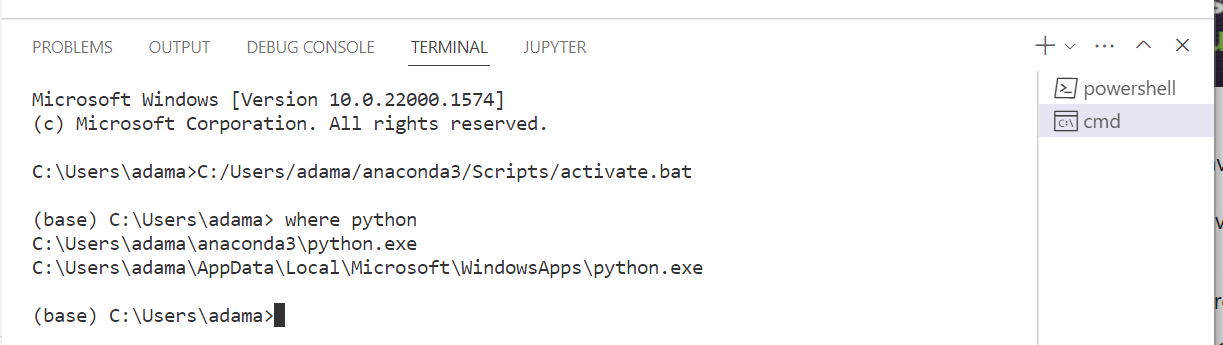 PROBLEMS OUTPUT DEBUG CONSOLE TERMINAL JUPYTER
Microsoft Windows [Version 10.0.22000.1574]
(c) Microsoft Corporation. All rights reserved.
C:\Users\adama>C:/Users/adama/anaconda3/Scripts/activate.bat
(base) C:\Users\adama> where python
C:\Users\adama\anaconda3\python.exe
C:\Users\adama\AppData\Local\Microsoft\WindowsApps\python.exe
(base) C:\Users\adama>
powershell
cmd